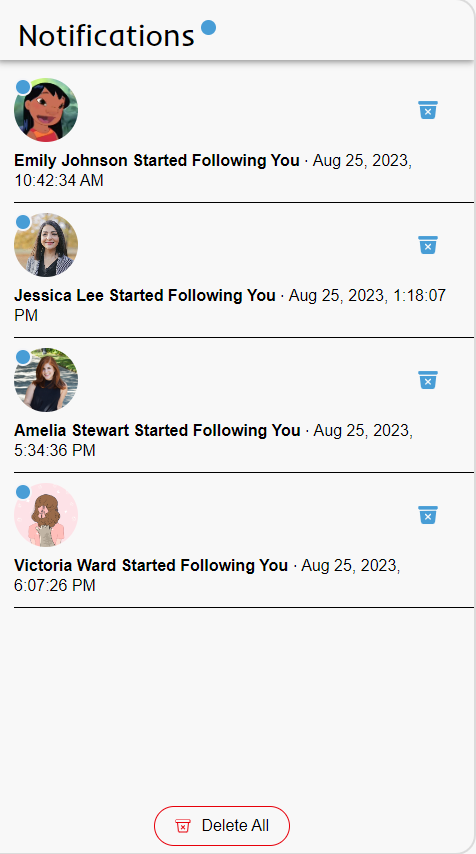 Notifications
Emily Johnson Started Following You · Aug 25, 2023,
10:42:34 AM
Jessica Lee Started Following You · Aug 25, 2023, 1:18:07
PM
Amelia Stewart Started Following You · Aug 25, 2023,
5:34:36 PM
Victoria Ward Started Following You · Aug 25, 2023,
6:07:26 PM
Delete All